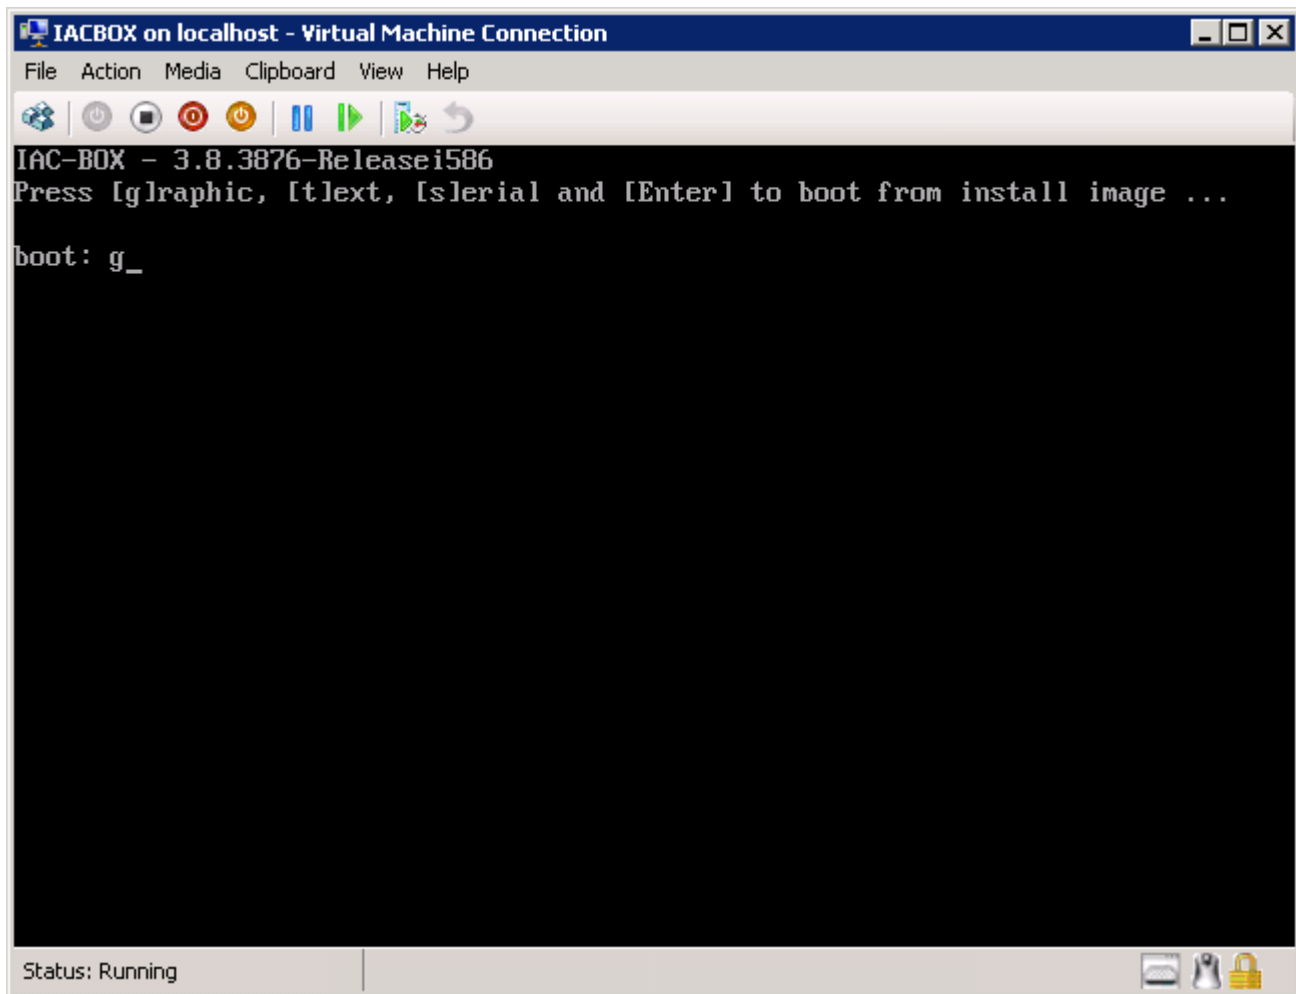 IACBOX on localhost - Virtual Machine Connection
File Action Media Clipboard View Help
IAC-BOX - 3.8.3876-Releasei586
Press [g]raphic, [t]ext, [s]erial and [Enter] to boot from install image ...
boot: g_
Status: Running